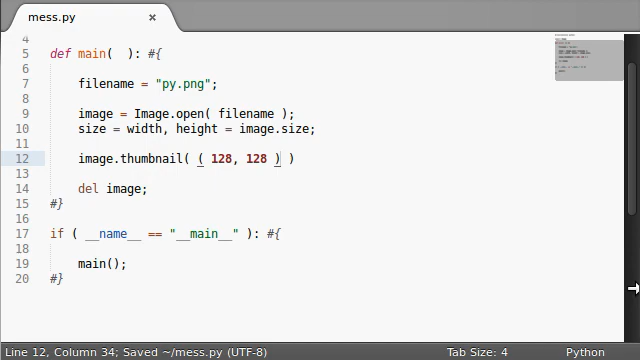 mess.py ×
4
5 def main(  ): #{
6
7 filename = "py.png";
8
9 image = Image.open( filename );
10 size = width, height = image.size;
11
12 image.thumbnail( ( 128, 128 ) )
13
14 del image;
15 #}
16
17 if ( __name__ == "__main__" ): #{
18
19 main();
20 #}
Line 12, Column 34; Saved ~/mess.py (UTF-8) Tab Size: 4 Python